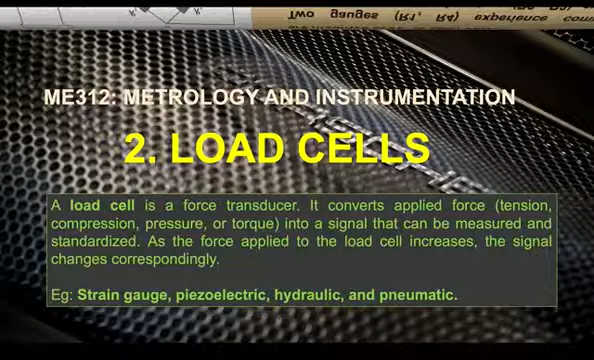 Two gauges (R1, R4) experience
ME312: METROLOGY AND INSTRUMENTATION
2. LOAD CELLS
A load cell is a force transducer. It converts applied force (tension,
compression, pressure, or torque) into a signal that can be measured and
standardized. As the force applied to the load cell increases, the signal
changes correspondingly.
Eg: Strain gauge, piezoelectric, hydraulic, and pneumatic.